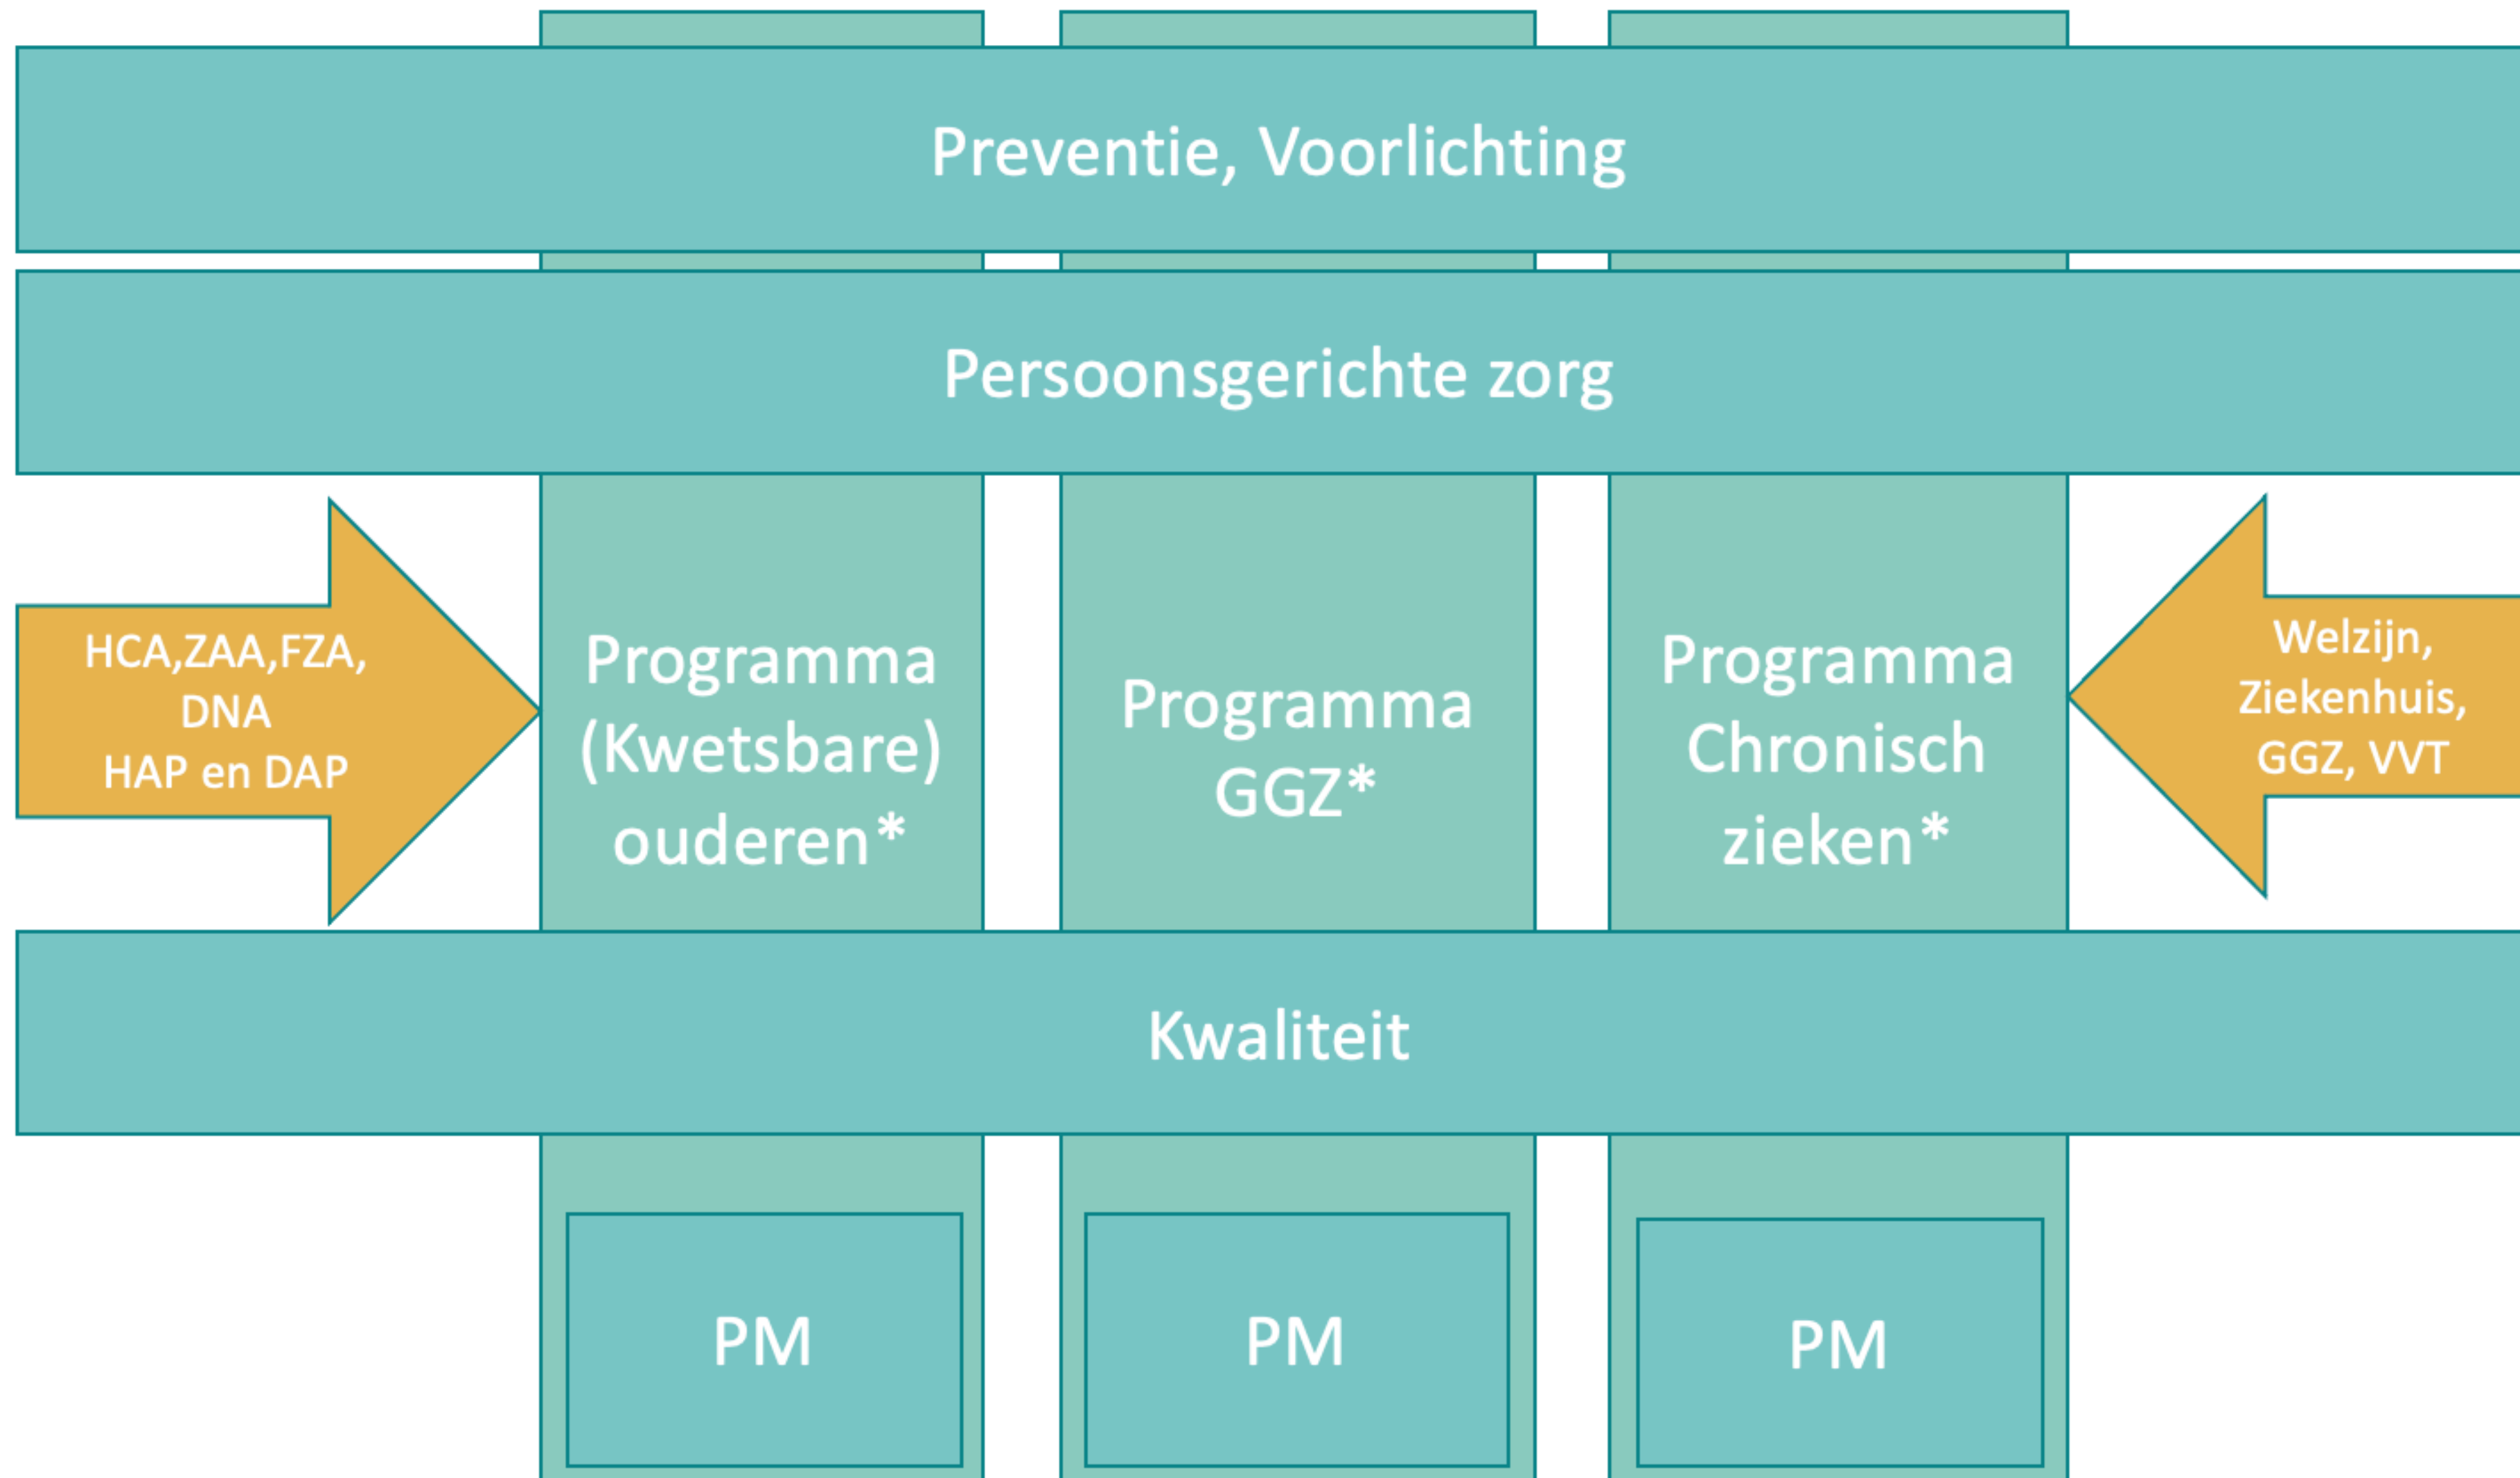 Preventie, Voorlichting
Persoonsgerichte zorg
HCA,ZAA,FZA,
DNA
HAP en DAP
Programma
(Kwetsbare)
ouderen*
Programma
GGZ*
Programma
Chronisch
zieken*
Welzijn,
Ziekenhuis,
GGZ, VVT
Kwaliteit
PM
PM
PM